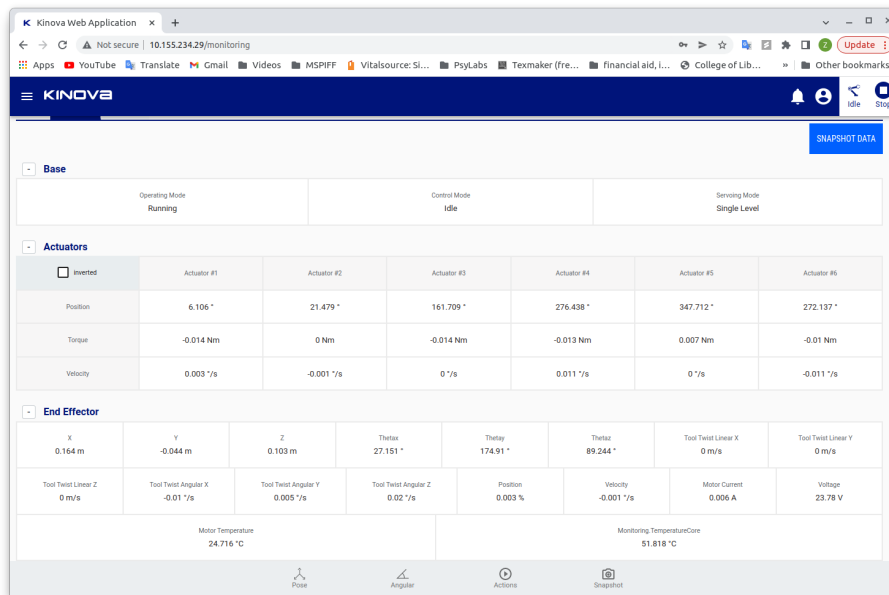 K Kinova Web Application × +
Not secure | 10.155.234.29/monitoring
Z Update
Apps YouTube Translate Gmail Videos MSPIFF Vitalsource: Si... PsyLabs Texmaker (fre... financial aid, i... College of Lib... » Other bookmarks
KINOVA
Idle Stop
SNAPSHOT DATA
- Base
Operating Mode Control Mode Servoing Mode
Running Idle Single Level
- Actuators
Inverted Actuator #1 Actuator #2 Actuator #3 Actuator #4 Actuator #5 Actuator #6
Position 6.106 ° 21.479 ° 161.709 ° 276.438 ° 347.712 ° 272.137 °
Torque -0.014 Nm 0 Nm -0.014 Nm -0.013 Nm 0.007 Nm -0.01 Nm
Velocity 0.003 °/s -0.001 °/s 0 °/s 0.011 °/s 0 °/s -0.011 °/s
- End Effector
X Y Z Thetax Thetay Thetaz Tool Twist Linear X Tool Twist Linear Y
0.164 m -0.044 m 0.103 m 27.151 ° 174.91 ° 89.244 ° 0 m/s 0 m/s
Tool Twist Linear Z Tool Twist Angular X Tool Twist Angular Y Tool Twist Angular Z Position Velocity Motor Current Voltage
0 m/s -0.01 °/s 0.005 °/s 0.02 °/s 0.003 % -0.001 °/s 0.006 A 23.78 V
Motor Temperature Monitoring.TemperatureCore
24.716 °C 51.818 °C
Pose Angular Actions Snapshot